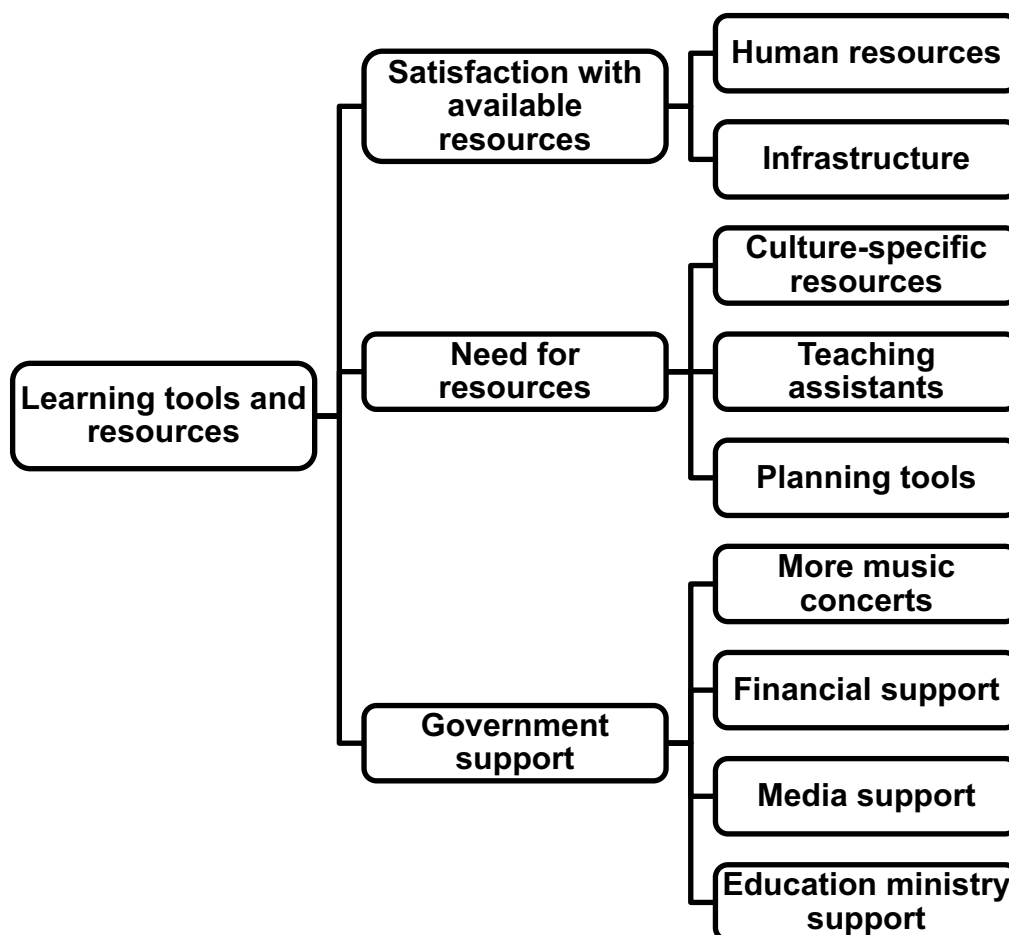 Learning tools and
resources
Satisfaction with
available
resources
Human resources
Infrastructure
Need for
resources
Culture-specific
resources
Teaching
assistants
Planning tools
Government
support
More music
concerts
Financial support
Media support
Education ministry
support